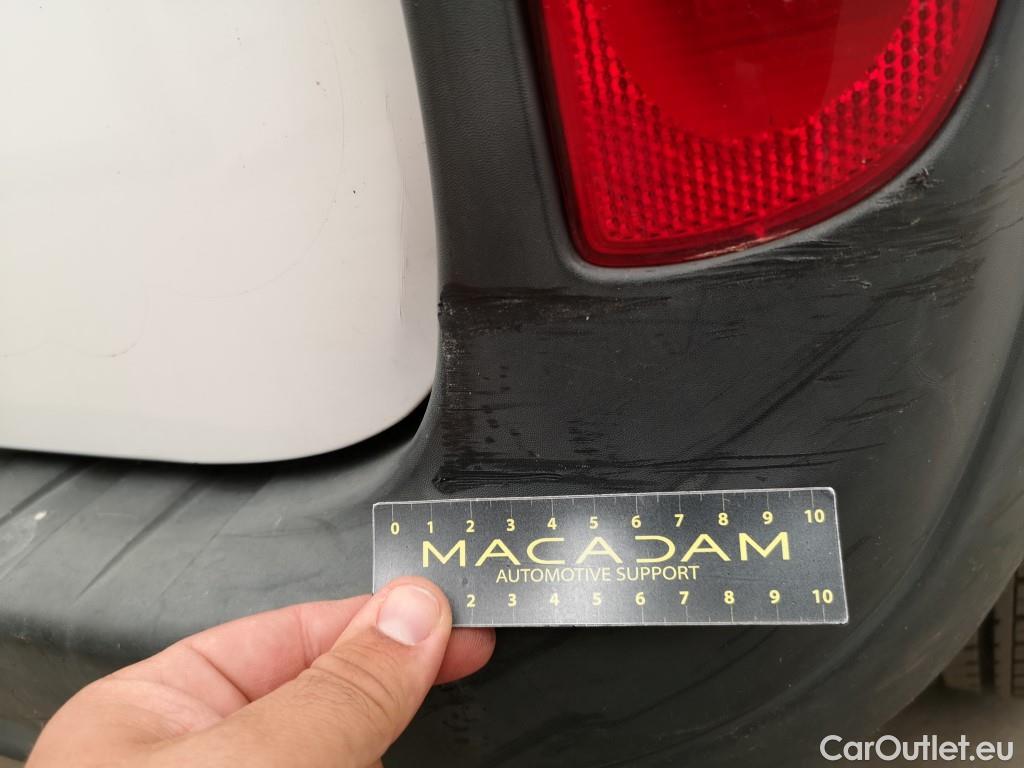 0 1 2 3 4 5 6 7 8 9 10
MACADAM
AUTOMOTIVE SUPPORT
2 3 4 5 6 7 8 9 10
CarOutlet.eu